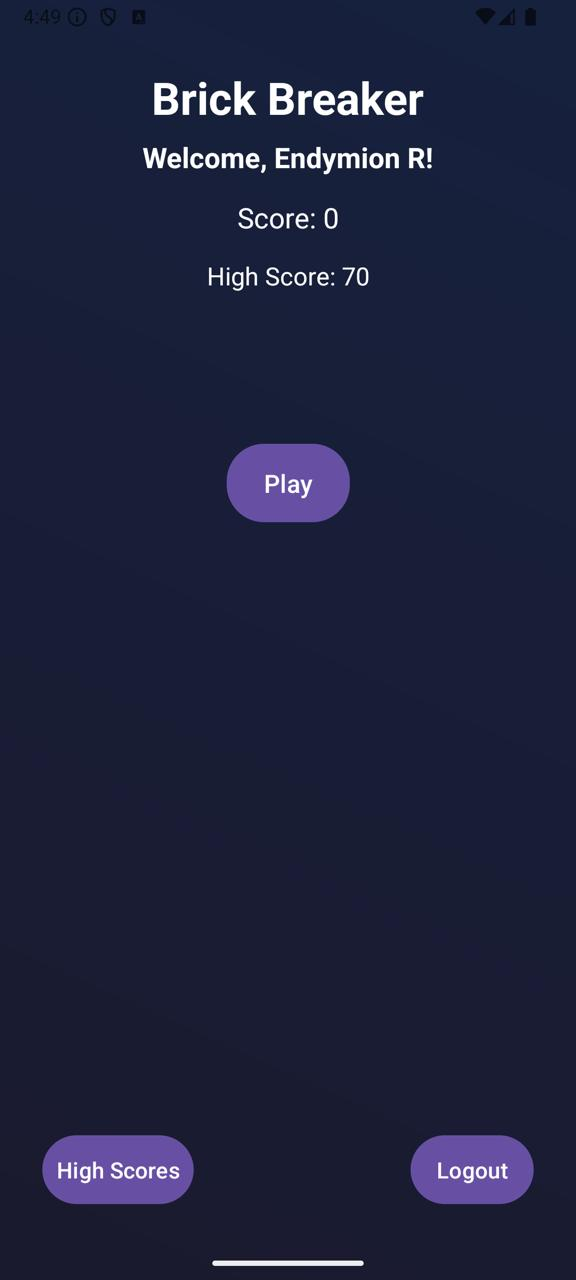 4:49
Brick Breaker
Welcome, Endymion R!
Score: 0
High Score: 70
Play
High Scores
Logout